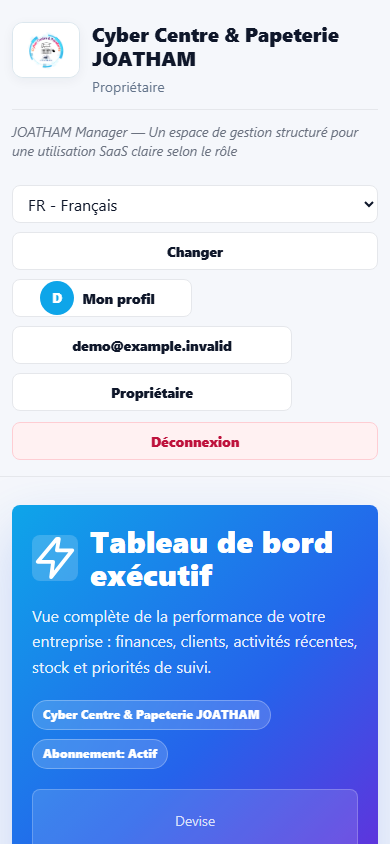 Cyber Centre & Papeterie
JOATHAM
Propriétaire
JOATHAM Manager — Un espace de gestion structuré pour
une utilisation SaaS claire selon le rôle
FR - Français
Changer
D Mon profil
demo@example.invalid
Propriétaire
Déconnexion
Tableau de bord
exécutif
Vue complète de la performance de votre
entreprise : finances, clients, activités récentes,
stock et priorités de suivi.
Cyber Centre & Papeterie JOATHAM
Abonnement: Actif
Devise